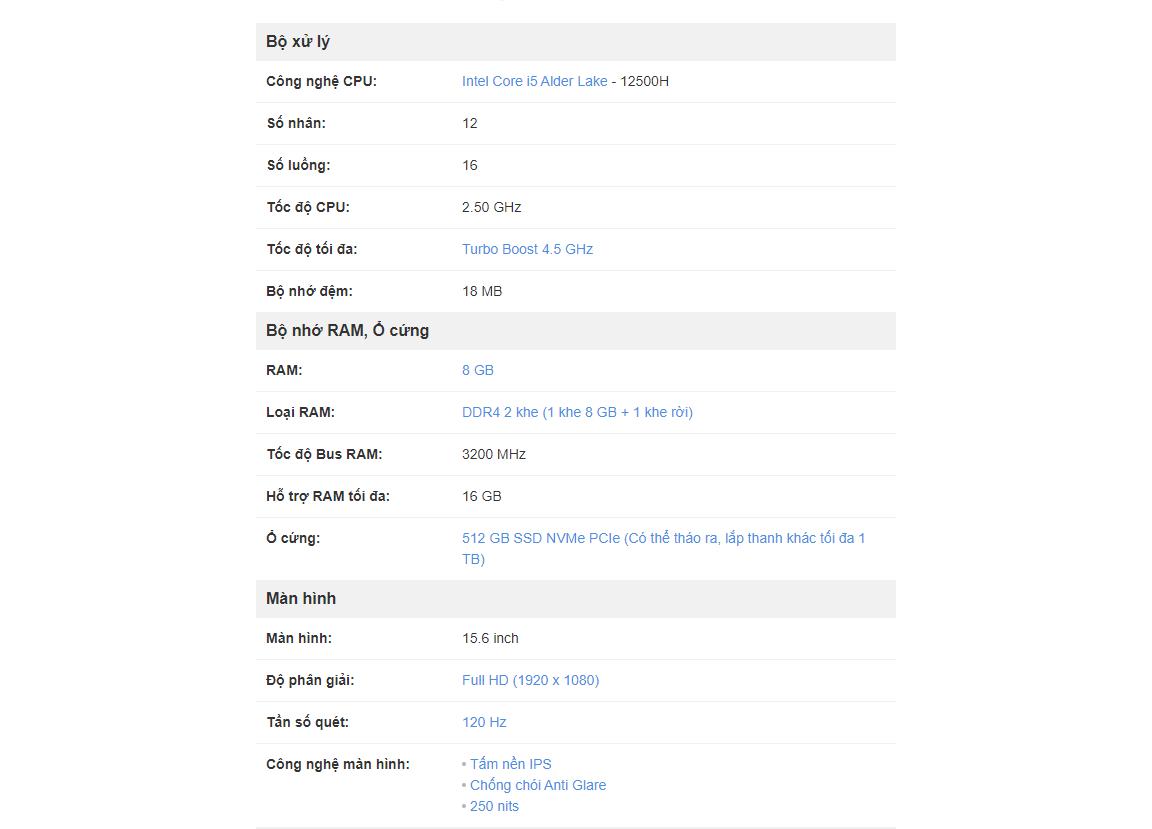 Bộ xử lý
Công nghệ CPU: Intel Core i5 Alder Lake - 12500H
Số nhân: 12
Số luồng: 16
Tốc độ CPU: 2.50 GHz
Tốc độ tối đa: Turbo Boost 4.5 GHz
Bộ nhớ đệm: 18 MB
Bộ nhớ RAM, Ổ cứng
RAM: 8 GB
Loại RAM: DDR4 2 khe (1 khe 8 GB + 1 khe rời)
Tốc độ Bus RAM: 3200 MHz
Hỗ trợ RAM tối đa: 16 GB
Ổ cứng: 512 GB SSD NVMe PCIe (Có thể tháo ra, lắp thanh khác tối đa 1
TB)
Màn hình
Màn hình: 15.6 inch
Độ phân giải: Full HD (1920 x 1080)
Tần số quét: 120 Hz
Công nghệ màn hình: • Tấm nền IPS
• Chống chói Anti Glare
• 250 nits